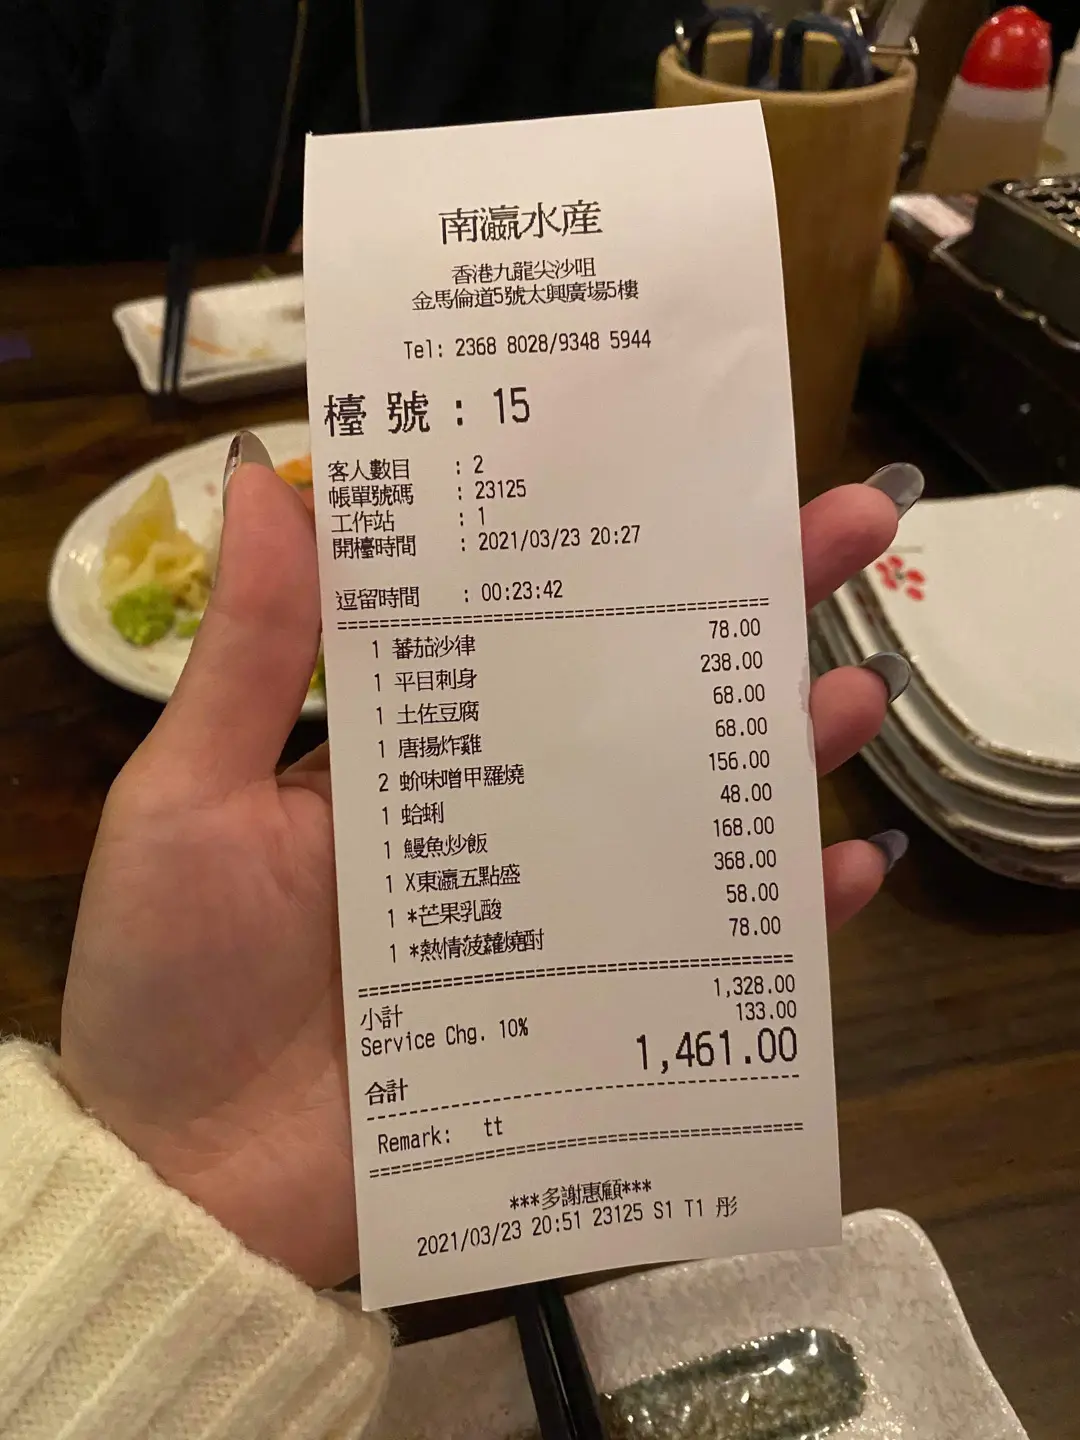 南瀛水産
香港九龍尖沙咀
金馬倫道5號太興廣場5樓
Tel: 2368 8028/9348 5944
檯號 : 15
客人數目 : 2
帳單號碼 : 23125
工作站 : 1
開檯時間 : 2021/03/23 20:27
逗留時間 : 00:23:42
1 蕃茄沙律 78.00
1 平目刺身 238.00
1 土佐豆腐 68.00
1 唐揚炸雞 68.00
2 蚧味噌甲羅燒 156.00
1 蛤蜊 48.00
1 鰻魚炒飯 168.00
1 X東瀛五點盛 368.00
1 *芒果乳酸 58.00
1 *熱情菠蘿燒酎 78.00
小計 1,328.00
Service Chg. 10% 133.00
合計 1,461.00
Remark: tt
***多謝惠顧***
2021/03/23 20:51 23125 S1 T1 彤